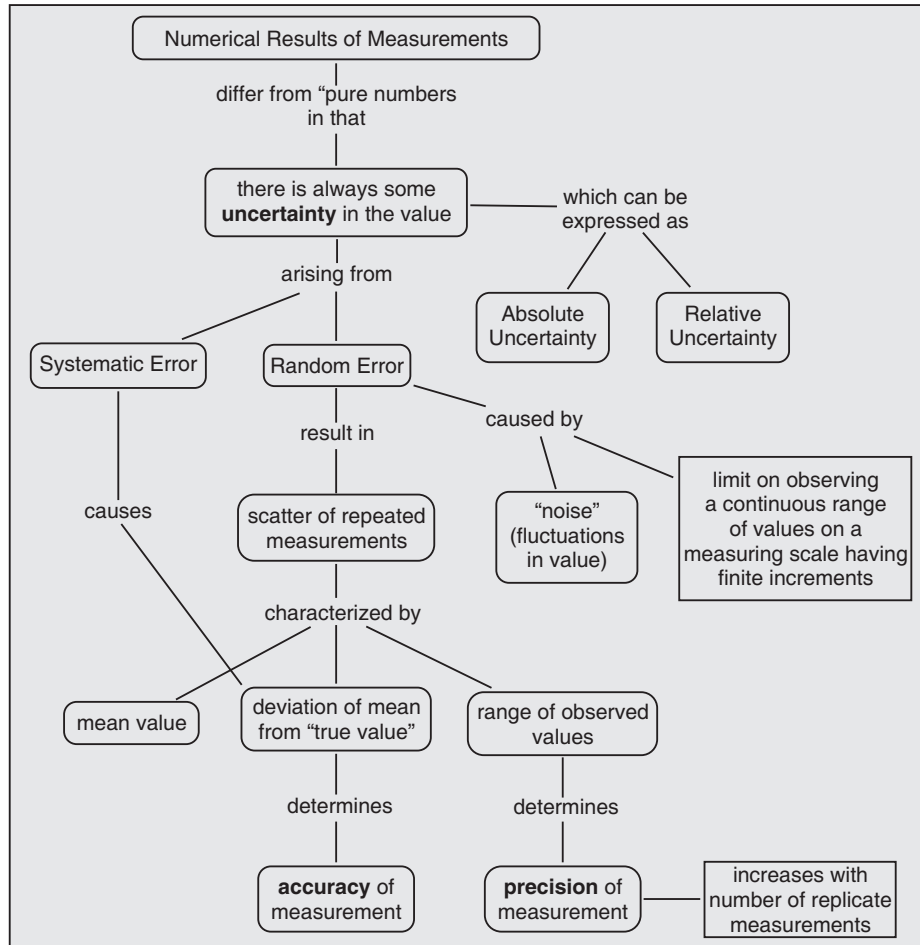 Numerical Results of Measurements
differ from “pure numbers
in that
there is always some
uncertainty in the value
which can be
expressed as
arising from
Absolute
Uncertainty
Relative
Uncertainty
Systematic Error
Random Error
caused by
result in
limit on observing
a continuous range
of values on a
measuring scale having
finite increments
“noise”
(fluctuations
in value)
causes
scatter of repeated
measurements
characterized by
mean value
deviation of mean
from “true value”
range of observed
values
determines
determines
accuracy of
measurement
precision of
measurement
increases with
number of replicate
measurements